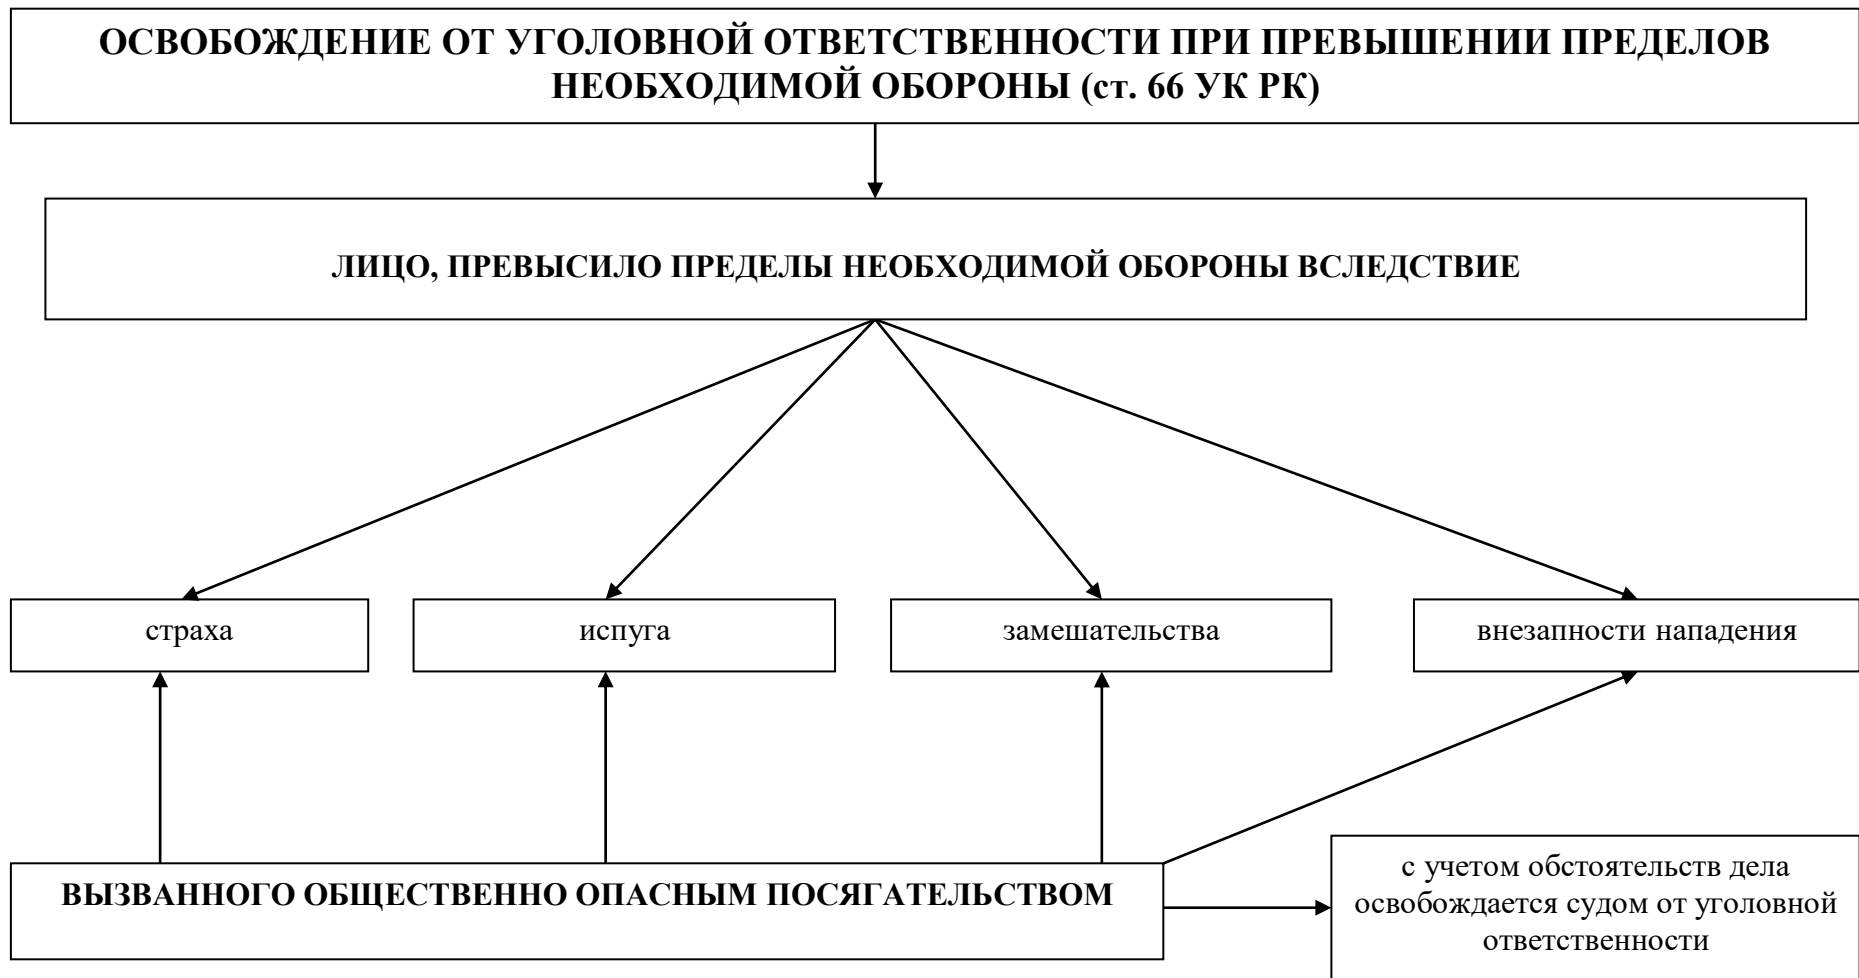 ОСВОБОЖДЕНИЕ ОТ УГОЛОВНОЙ ОТВЕТСТВЕННОСТИ ПРИ ПРЕВЫШЕНИИ ПРЕДЕЛОВ
НЕОБХОДИМОЙ ОБОРОНЫ (ст. 66 УК РК)
ЛИЦО, ПРЕВЫСИЛО ПРЕДЕЛЫ НЕОБХОДИМОЙ ОБОРОНЫ ВСЛЕДСТВИЕ
страха
испуга
замешательства
внезапности нападения
ВЫЗВАННОГО ОБЩЕСТВЕННО ОПАСНЫМ ПОСЯГАТЕЛЬСТВОМ
с учетом обстоятельств дела
освобождается судом от уголовной
ответственности